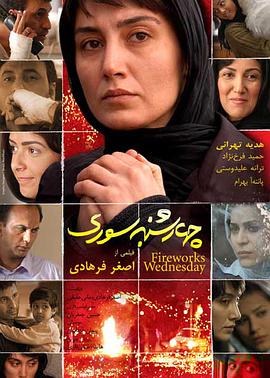 هدیه تهرانی
حمید فرخ‌نژاد
ترانه علیدوستی
پانته‌آ بهرام
چهارشنبه سوری
Fireworks
Wednesday
فیلمی از
اصغر فرهادی